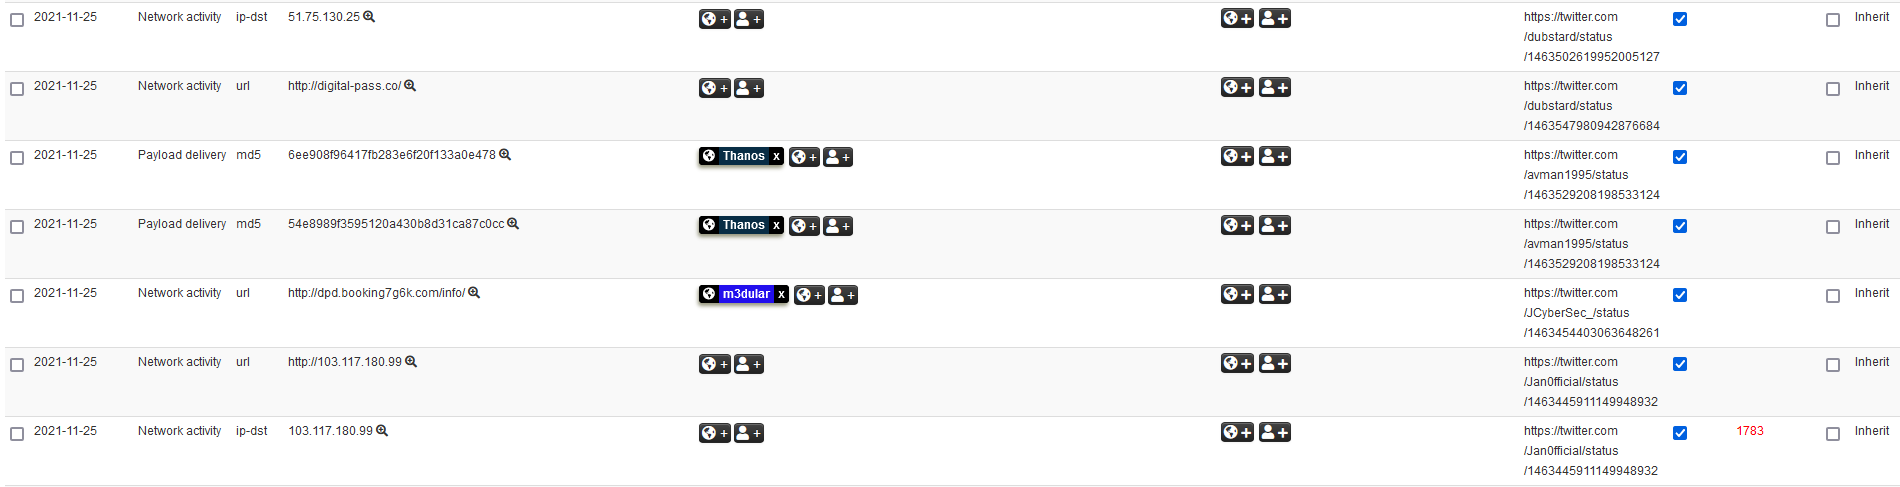 2021-11-25 Network activity ip-dst 51.75.130.25 + + + + https://twitter.com Inherit
/dubstard/status
/1463502619952005127
2021-11-25 Network activity url http://digital-pass.co/ + + + + https://twitter.com Inherit
/dubstard/status
/1463547980942876684
2021-11-25 Payload delivery md5 6ee908f96417fb283e6f20f133a0e478 Thanos x + + + + https://twitter.com Inherit
/avman1995/status
/1463529208198533124
2021-11-25 Payload delivery md5 54e8989f3595120a430b8d31ca87c0cc Thanos x + + + + https://twitter.com Inherit
/avman1995/status
/1463529208198533124
2021-11-25 Network activity url http://dpd.booking7g6k.com/info/ m3dular x + + + + https://twitter.com Inherit
/JCyberSec_/status
/1463454403063648261
2021-11-25 Network activity url http://103.117.180.99 + + + + https://twitter.com Inherit
/Jan0fficial/status
/1463445911149948932
2021-11-25 Network activity ip-dst 103.117.180.99 + + + + https://twitter.com 1783 Inherit
/Jan0fficial/status
/1463445911149948932